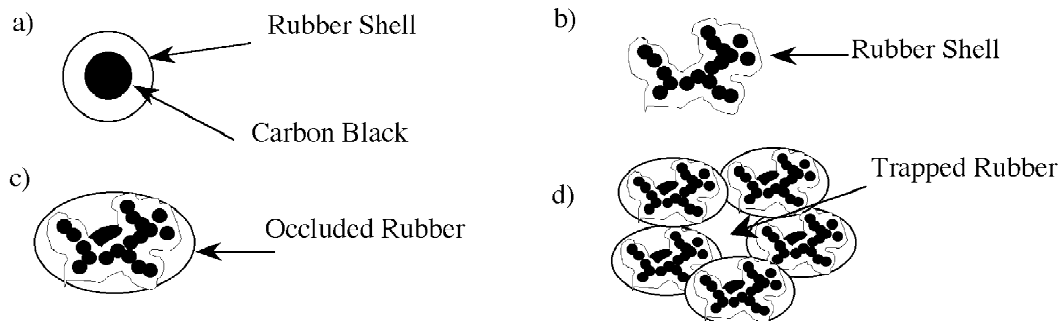 a)
Rubber Shell
Carbon Black
b)
Rubber Shell
c)
Occluded Rubber
d)
Trapped Rubber